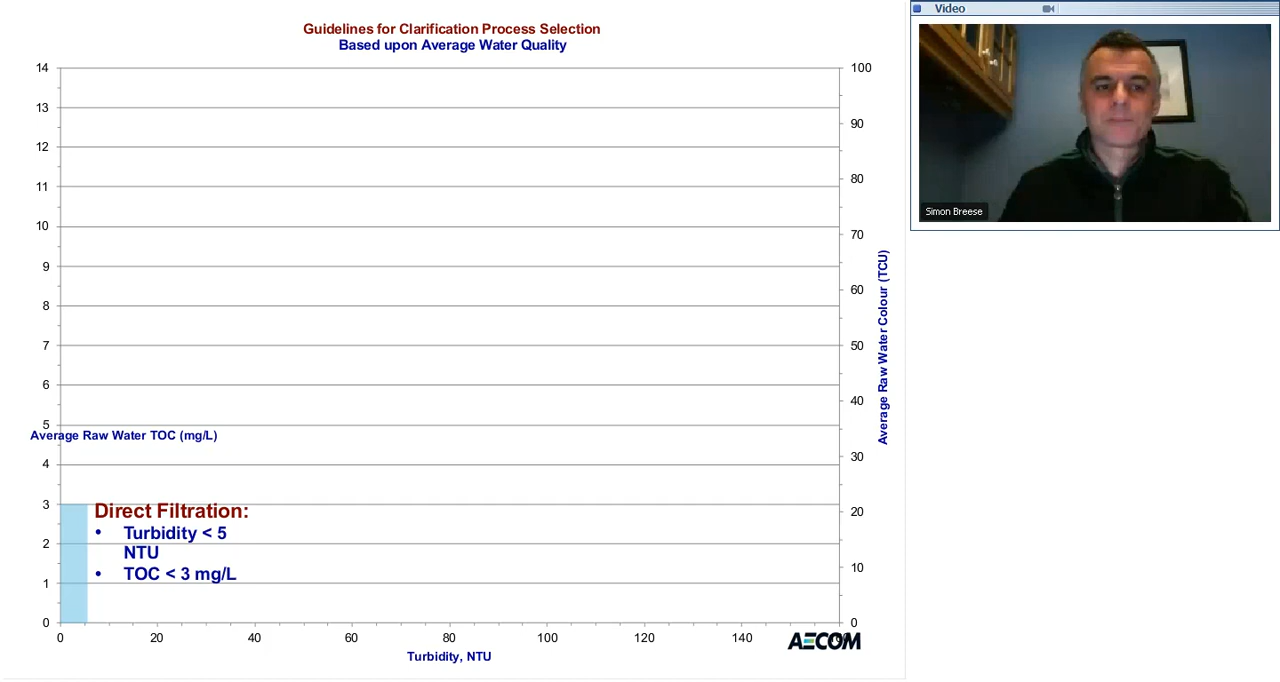 Guidelines for Clarification Process Selection
Based upon Average Water Quality
14
13
12
11
10
9
8
7
6
5
4
3
2
1
0
Average Raw Water TOC (mg/L)
Direct Filtration:
• Turbidity < 5
NTU
• TOC < 3 mg/L
0 20 40 60 80 100 120 140
Turbidity, NTU
100
90
80
70
60
50
40
30
20
10
0
Average Raw Water Colour (TCU)
AECOM
Video
Simon Breese